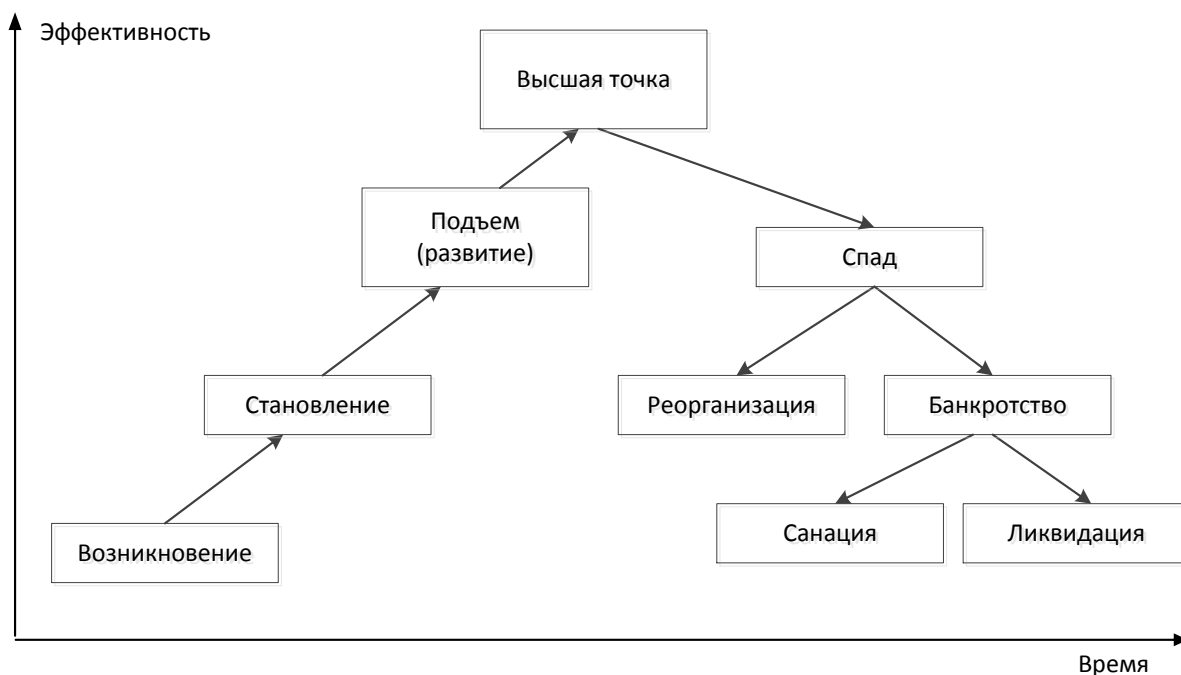 Эффективность
Высшая точка
Подъем
(развитие)
Спад
Становление
Реорганизация
Банкротство
Возникновение
Санация
Ликвидация
Время